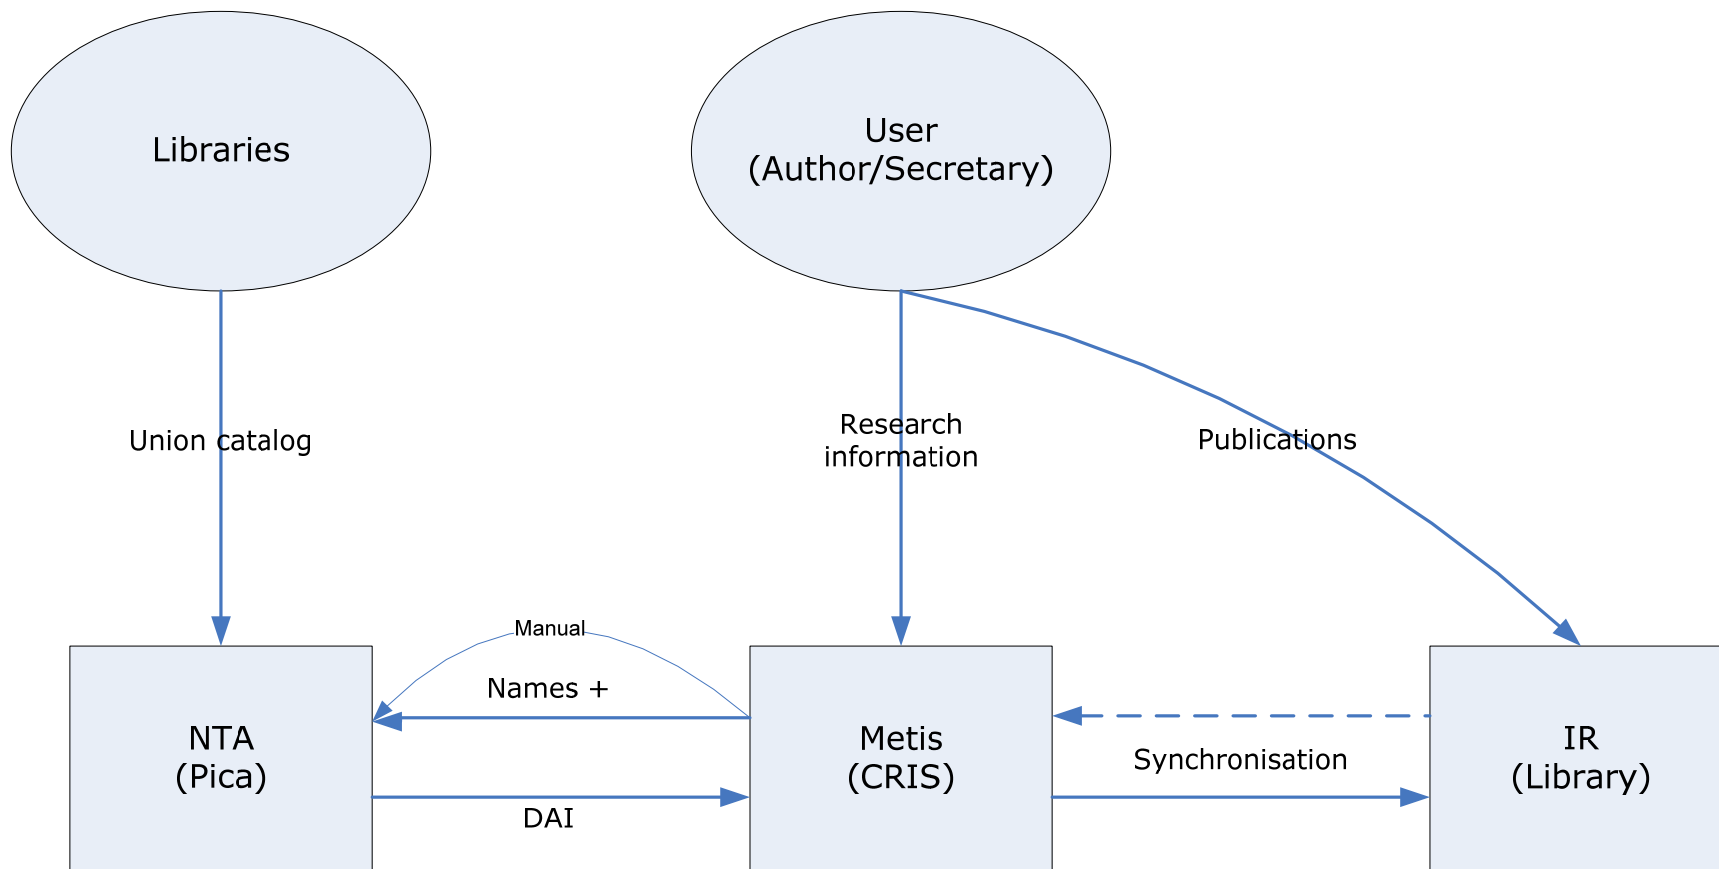 Libraries
User
(Author/Secretary)
Union catalog
Research
information
Publications
Manual
Names +
NTA
(Pica)
DAI
Metis
(CRIS)
Synchronisation
IR
(Library)